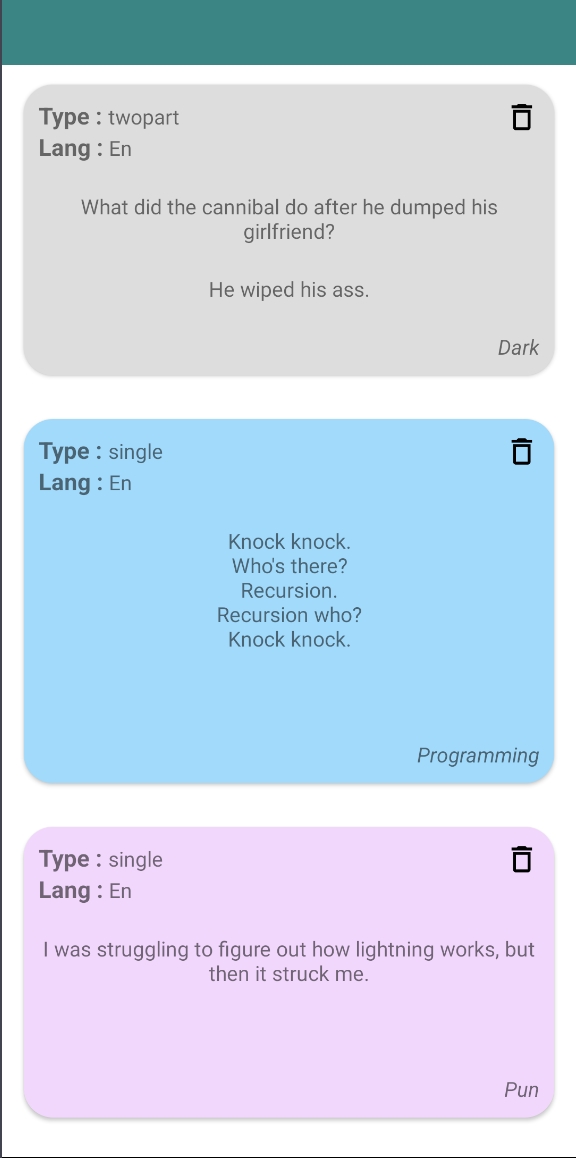 Type : twopart
Lang : En
What did the cannibal do after he dumped his
girlfriend?
He wiped his ass.
Dark
Type : single
Lang : En
Knock knock.
Who's there?
Recursion.
Recursion who?
Knock knock.
Programming
Type : single
Lang : En
I was struggling to figure out how lightning works, but
then it struck me.
Pun